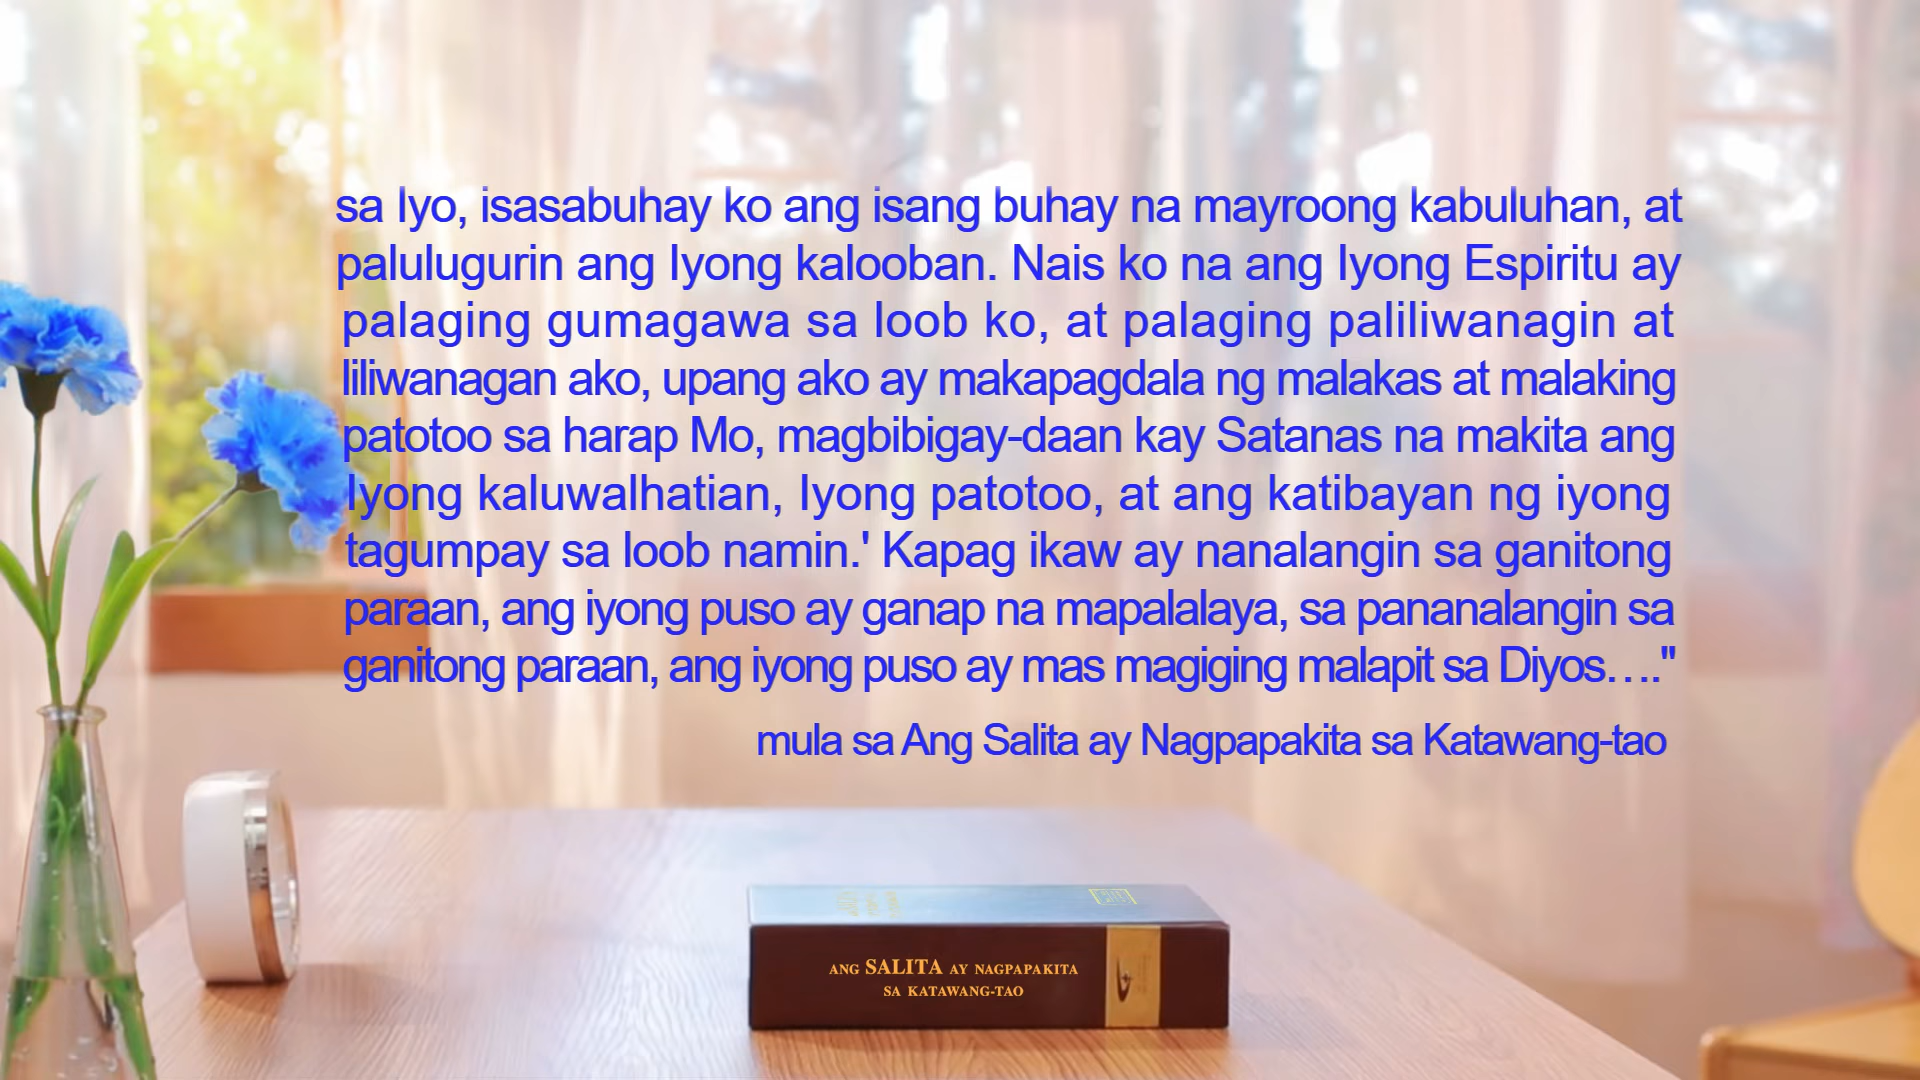 sa Iyo, isasabuhay ko ang isang buhay na mayroong kabuluhan, at
palulugurin ang Iyong kalooban. Nais ko na ang Iyong Espiritu ay
palaging gumagawa sa loob ko, at palaging paliliwanagin at
liliwanagan ako, upang ako ay makapagdala ng malakas at malaking
patotoo sa harap Mo, magbibigay-daan kay Satanas na makita ang
Iyong kaluwalhatian, Iyong patotoo, at ang katibayan ng iyong
tagumpay sa loob namin.' Kapag ikaw ay nanalangin sa ganitong
paraan, ang iyong puso ay ganap na mapalalaya, sa pananalangin sa
ganitong paraan, ang iyong puso ay mas magiging malapit sa Diyos…."
mula sa Ang Salita ay Nagpapakita sa Katawang-tao
ANG SALITA AY NAGPAPAKITA
SA KATAWANG-TAO